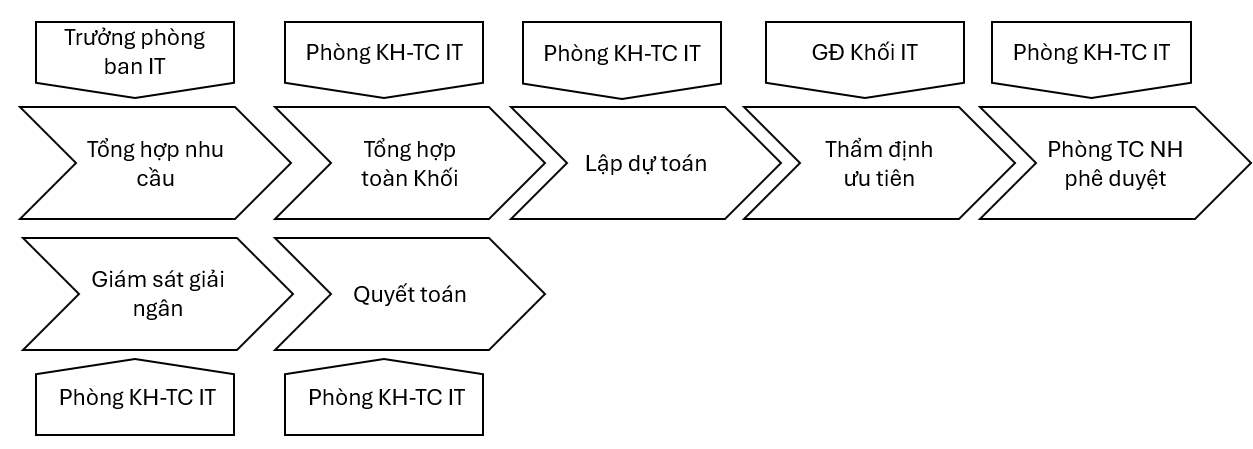 Trưởng phòng
ban IT
Phòng KH-TC IT
Phòng KH-TC IT
GĐ Khối IT
Phòng KH-TC IT
Tổng hợp nhu
cầu
Tổng hợp
toàn Khối
Lập dự toán
Thẩm định
ưu tiên
Phòng TC NH
phê duyệt
Giám sát giải
ngân
Quyết toán
Phòng KH-TC IT
Phòng KH-TC IT